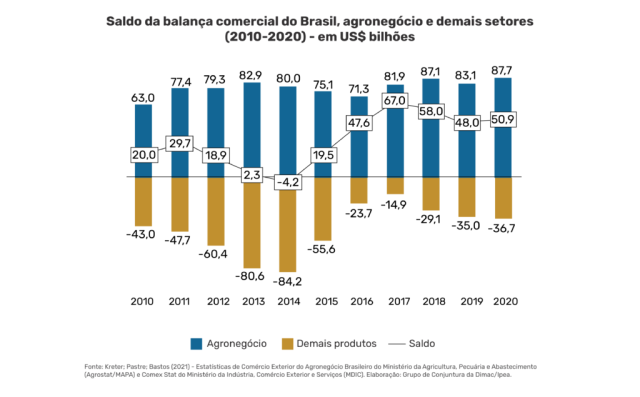 Saldo da balança comercial do Brasil, agronegócio e demais setores
(2010-2020) - em US$ bilhões
63,0 77,4 79,3 82,9 80,0 75,1 71,3 81,9 87,1 83,1 87,7
20,0 29,7 18,9 2,3 -4,2 19,5 47,6 67,0 58,0 48,0 50,9
-43,0 -47,7 -60,4 -80,6 -84,2 -55,6 -23,7 -14,9 -29,1 -35,0 -36,7
2010 2011 2012 2013 2014 2015 2016 2017 2018 2019 2020
Agronegócio Demais produtos Saldo
Fonte: Kreter; Pastre; Bastos (2021) - Estatísticas de Comércio Exterior do Agronegócio Brasileiro do Ministério da Agricultura, Pecuária e Abastecimento
(Agrostat/MAPA) e Comex Stat do Ministério da Indústria, Comércio Exterior e Serviços (MDIC). Elaboração: Grupo de Conjuntura da Dimac/Ipea.